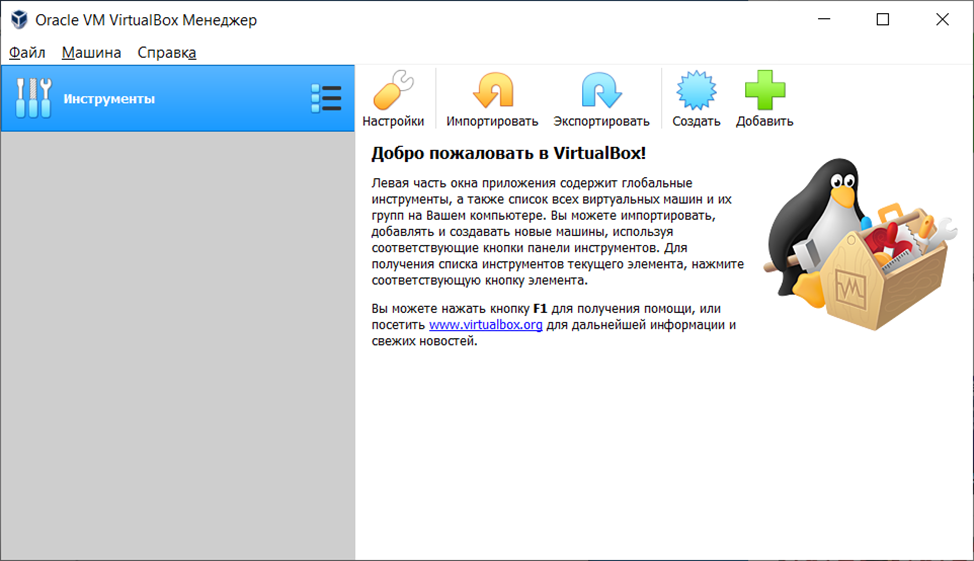 Oracle VM VirtualBox Менеджер
Файл Машина Справка
Инструменты
Настройки Импортировать Экспортировать Создать Добавить
Добро пожаловать в VirtualBox!
Левая часть окна приложения содержит глобальные
инструменты, а также список всех виртуальных машин и их
групп на Вашем компьютере. Вы можете импортировать,
добавлять и создавать новые машины, используя
соответствующие кнопки панели инструментов. Для
получения списка инструментов текущего элемента, нажмите
соответствующую кнопку элемента.
Вы можете нажать кнопку F1 для получения помощи, или
посетить www.virtualbox.org для дальнейшей информации и
свежих новостей.